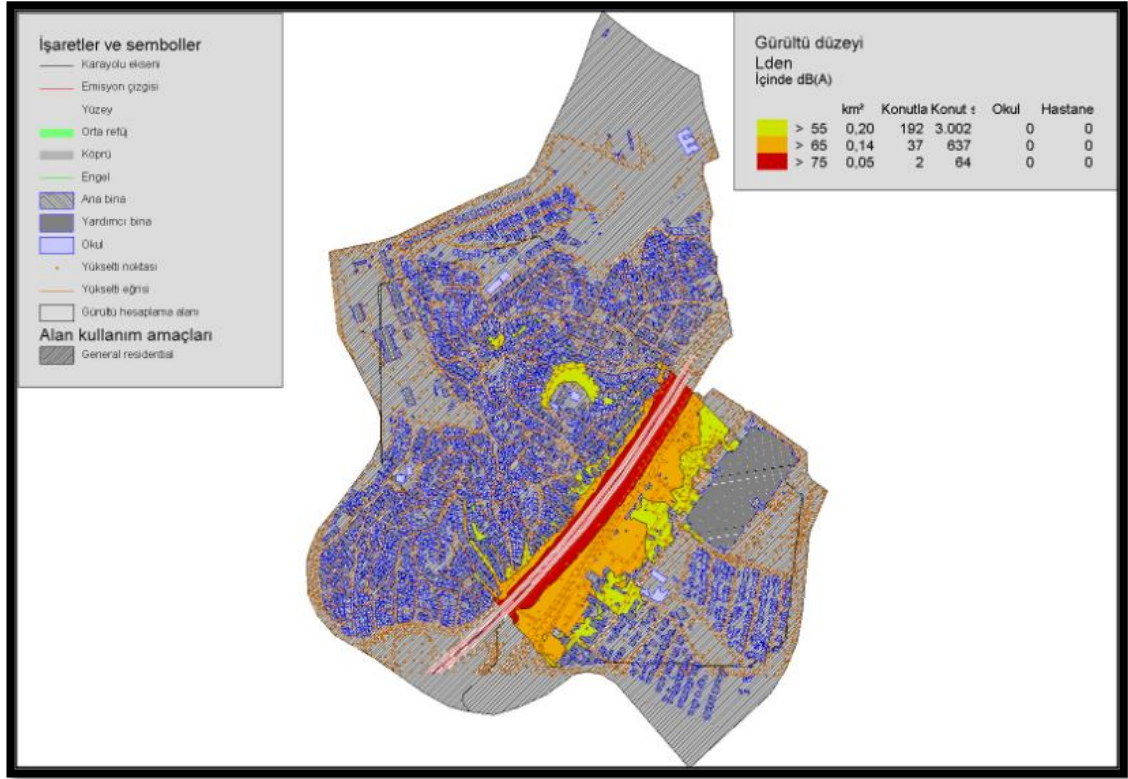 İşaretler ve semboller
Karayolu ekseni
Emisyon çizgisi
Yüzey
Orta refüj
Köprü
Engel
Ana bina
Yardımcı bina
Okul
Yükselti noktası
Yükselti eğrisi
Gürültü hesaplama alanı
Alan kullanım amaçları
General residential
Gürültü düzeyi
Lden
İçinde dB(A)
km² Konutla Konut s Okul Hastane
> 55 0,20 192 3.002 0 0
> 65 0,14 37 637 0 0
> 75 0,05 2 64 0 0